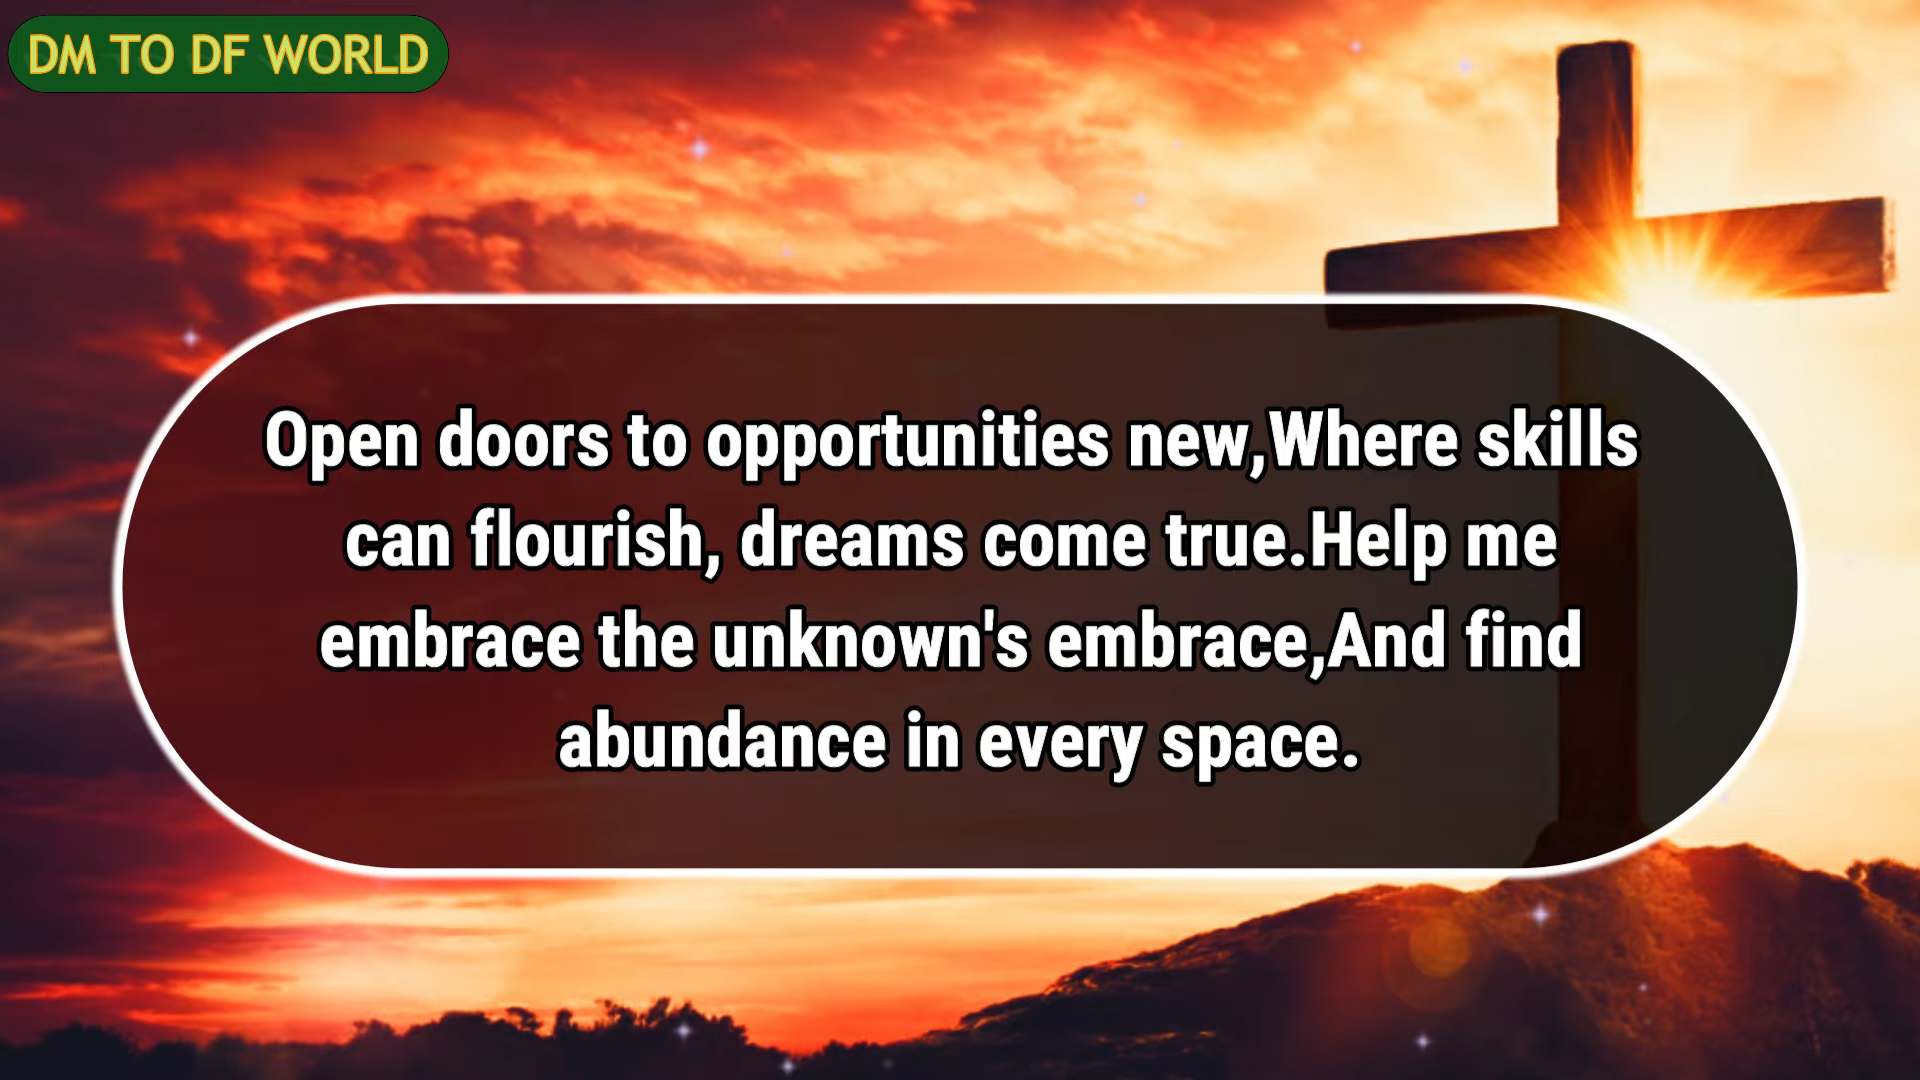 DM TO DF WORLD
Open doors to opportunities new,Where skills
can flourish, dreams come true.Help me
embrace the unknown's embrace,And find
abundance in every space.